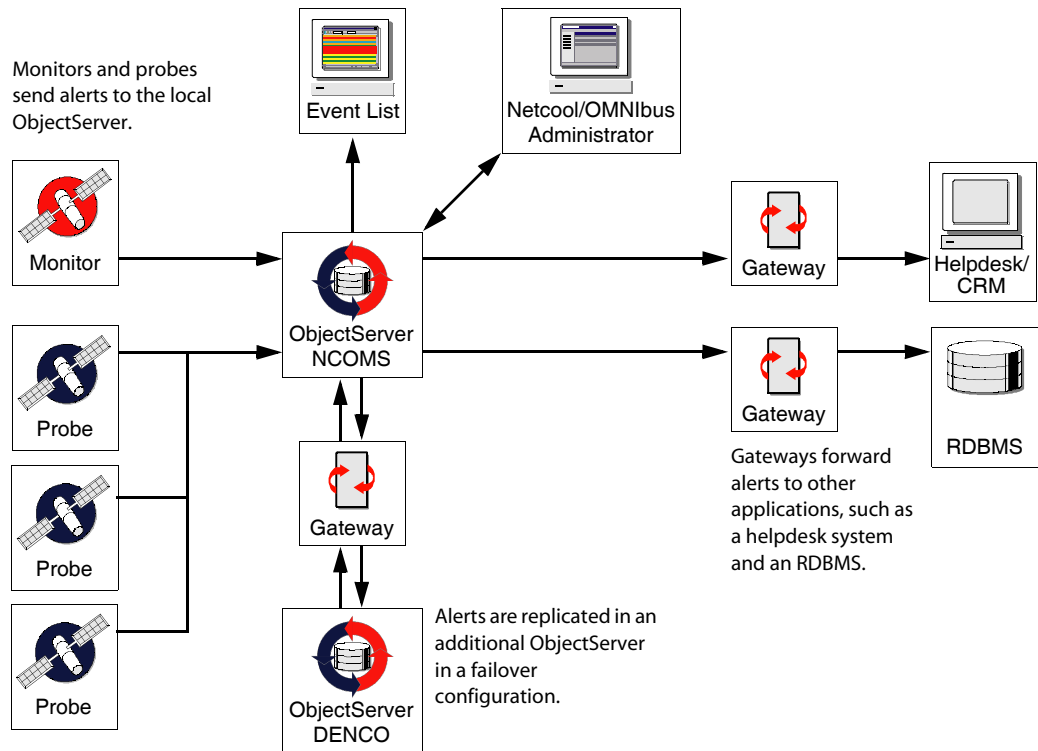 Monitors and probes
send alerts to the local
ObjectServer.
Event List
Netcool/OMNIbus
Administrator
Monitor
ObjectServer
NCOMS
Gateway
Helpdesk/
CRM
Probe
Gateway
RDBMS
Probe
Gateway
Gateways forward
alerts to other
applications, such as
a helpdesk system
and an RDBMS.
Probe
ObjectServer
DENCO
Alerts are replicated in an
additional ObjectServer
in a failover
configuration.